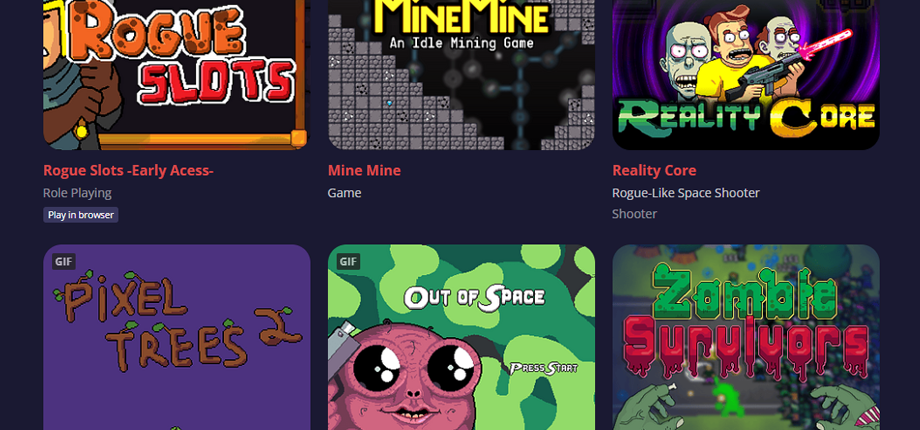 ROGUE
SLOTS
MINEMINE
An Idle Mining Game
REALITY CORE
Rogue Slots -Early Acess-
Role Playing
Play in browser
Mine Mine
Game
Reality Core
Rogue-Like Space Shooter
Shooter
GIF
PiXEL
TREES 2
GIF
OUT OF SPACE
PRESS START
Zombie
Survivors